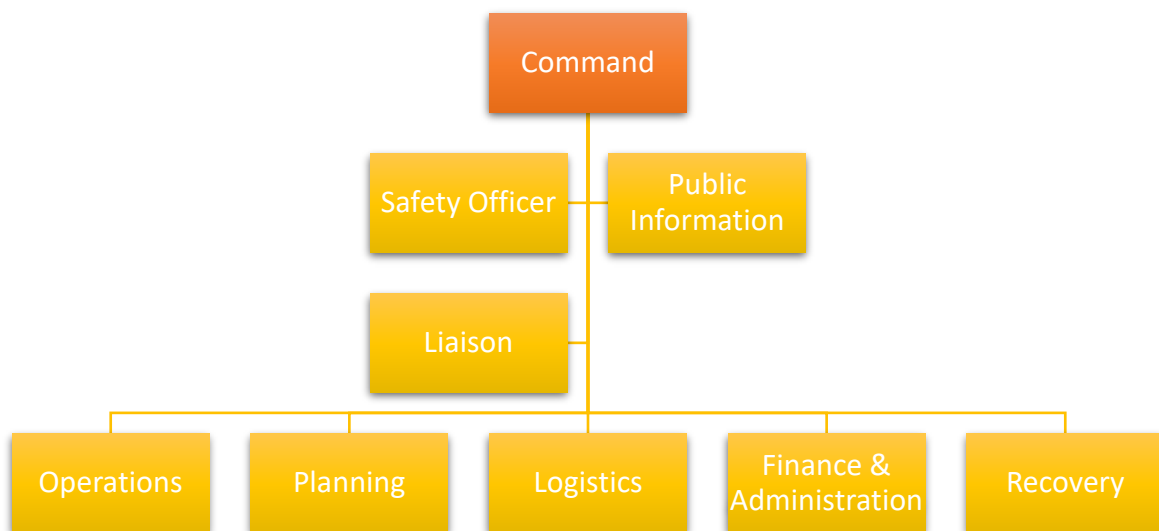 Command
Safety Officer
Public
Information
Liaison
Operations
Planning
Logistics
Finance &
Administration
Recovery